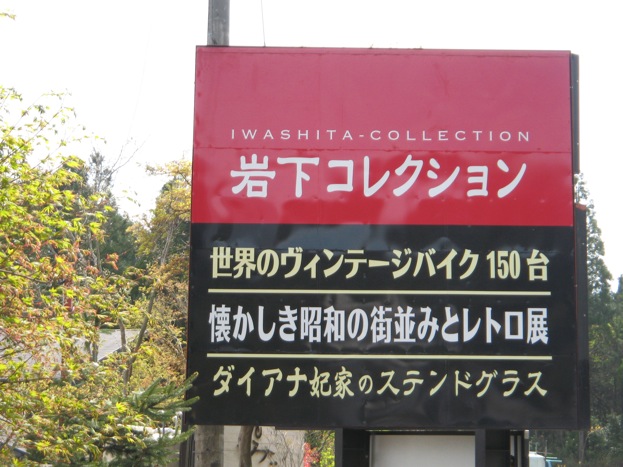 IWASHITA-COLLECTION
岩下コレクション
世界のヴィンテージバイク150台
懐かしき昭和の街並みとレトロ展
ダイアナ妃家のステンドグラス